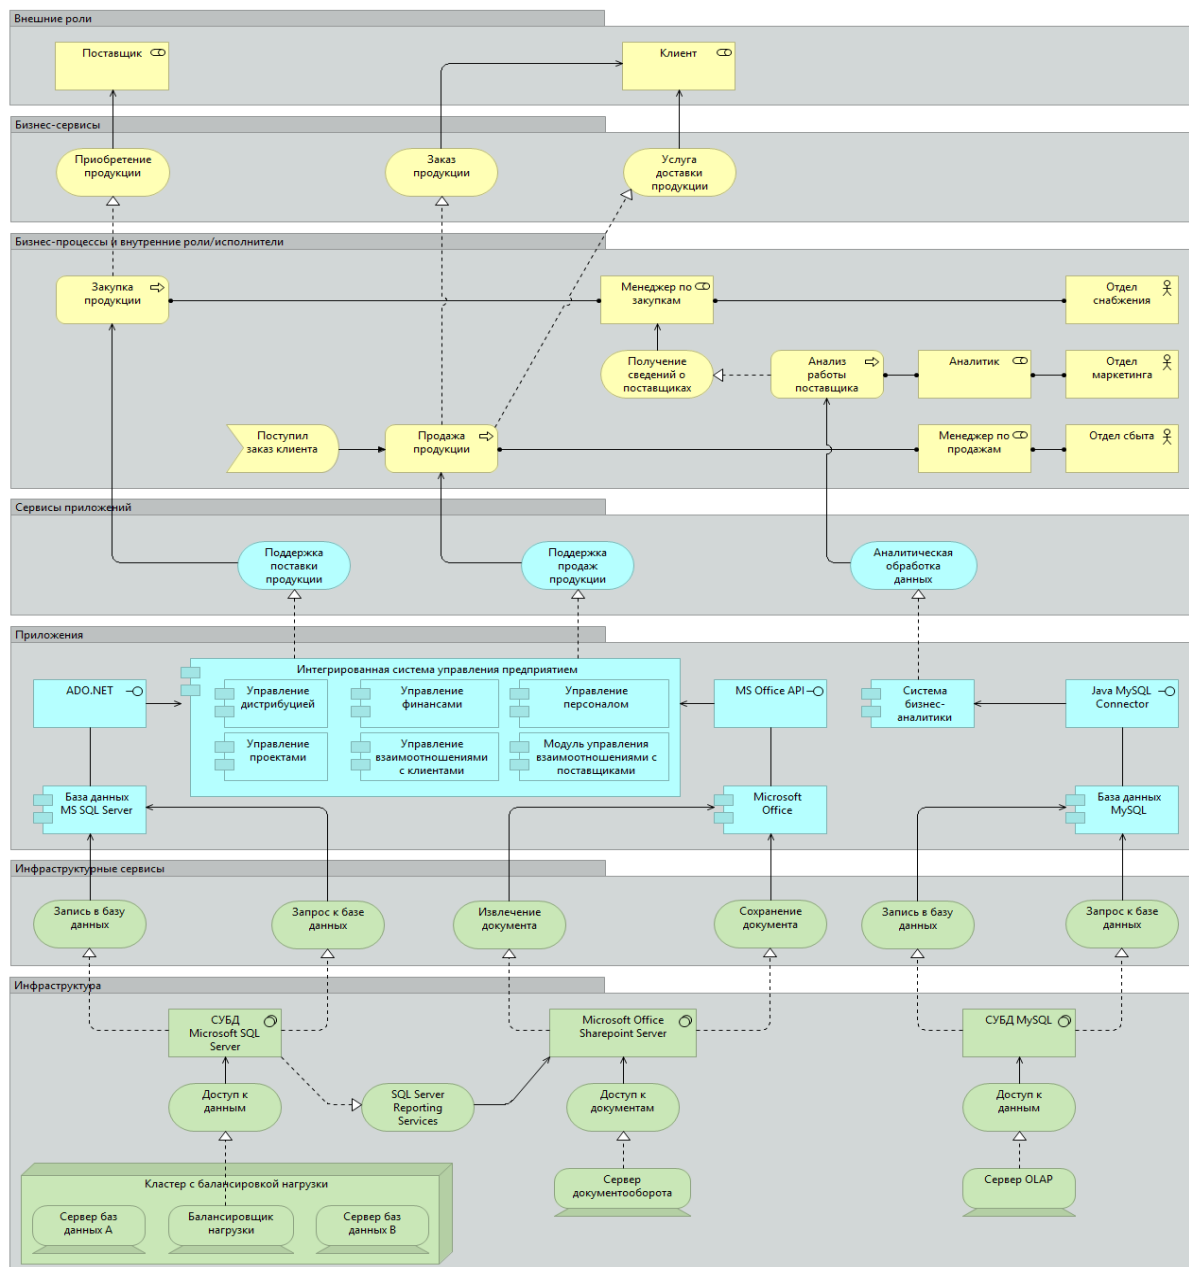 Внешние роли
Поставщик
Клиент
Бизнес-сервисы
Приобретение
продукции
Заказ
продукции
Услуга
доставки
продукции
Бизнес-процессы и внутренние роли/исполнители
Закупка
продукции
Менеджер по
закупкам
Отдел
снабжения
Получение
сведений о
поставщиках
Анализ
работы
поставщика
Аналитик
Отдел
маркетинга
Поступил
заказ клиента
Продажа
продукции
Менеджер по
продажам
Отдел сбыта
Сервисы приложений
Поддержка
поставки
продукции
Поддержка
продаж
продукции
Аналитическая
обработка
данных
Приложения
Интегрированная система управления предприятием
ADO.NET
Управление
дистрибуцией
Управление
финансами
Управление
персоналом
MS Office API
Система
бизнес-
аналитики
Java MySQL
Connector
Управление
проектами
Управление
взаимоотношениями
с клиентами
Модуль управления
взаимоотношениями с
поставщиками
База данных
MS SQL Server
Microsoft
Office
База данных
MySQL
Инфраструктурные сервисы
Запись в базу
данных
Запрос к базе
данных
Извлечение
документа
Сохранение
документа
Запись в базу
данных
Запрос к базе
данных
Инфраструктура
СУБД
Microsoft SQL
Server
Microsoft Office
Sharepoint Server
СУБД MySQL
Доступ к
данным
SQL Server
Reporting
Services
Доступ к
документам
Доступ к
данным
Кластер с балансировкой нагрузки
Сервер баз
данных A
Балансировщик
нагрузки
Сервер баз
данных B
Сервер
документооборота
Сервер OLAP